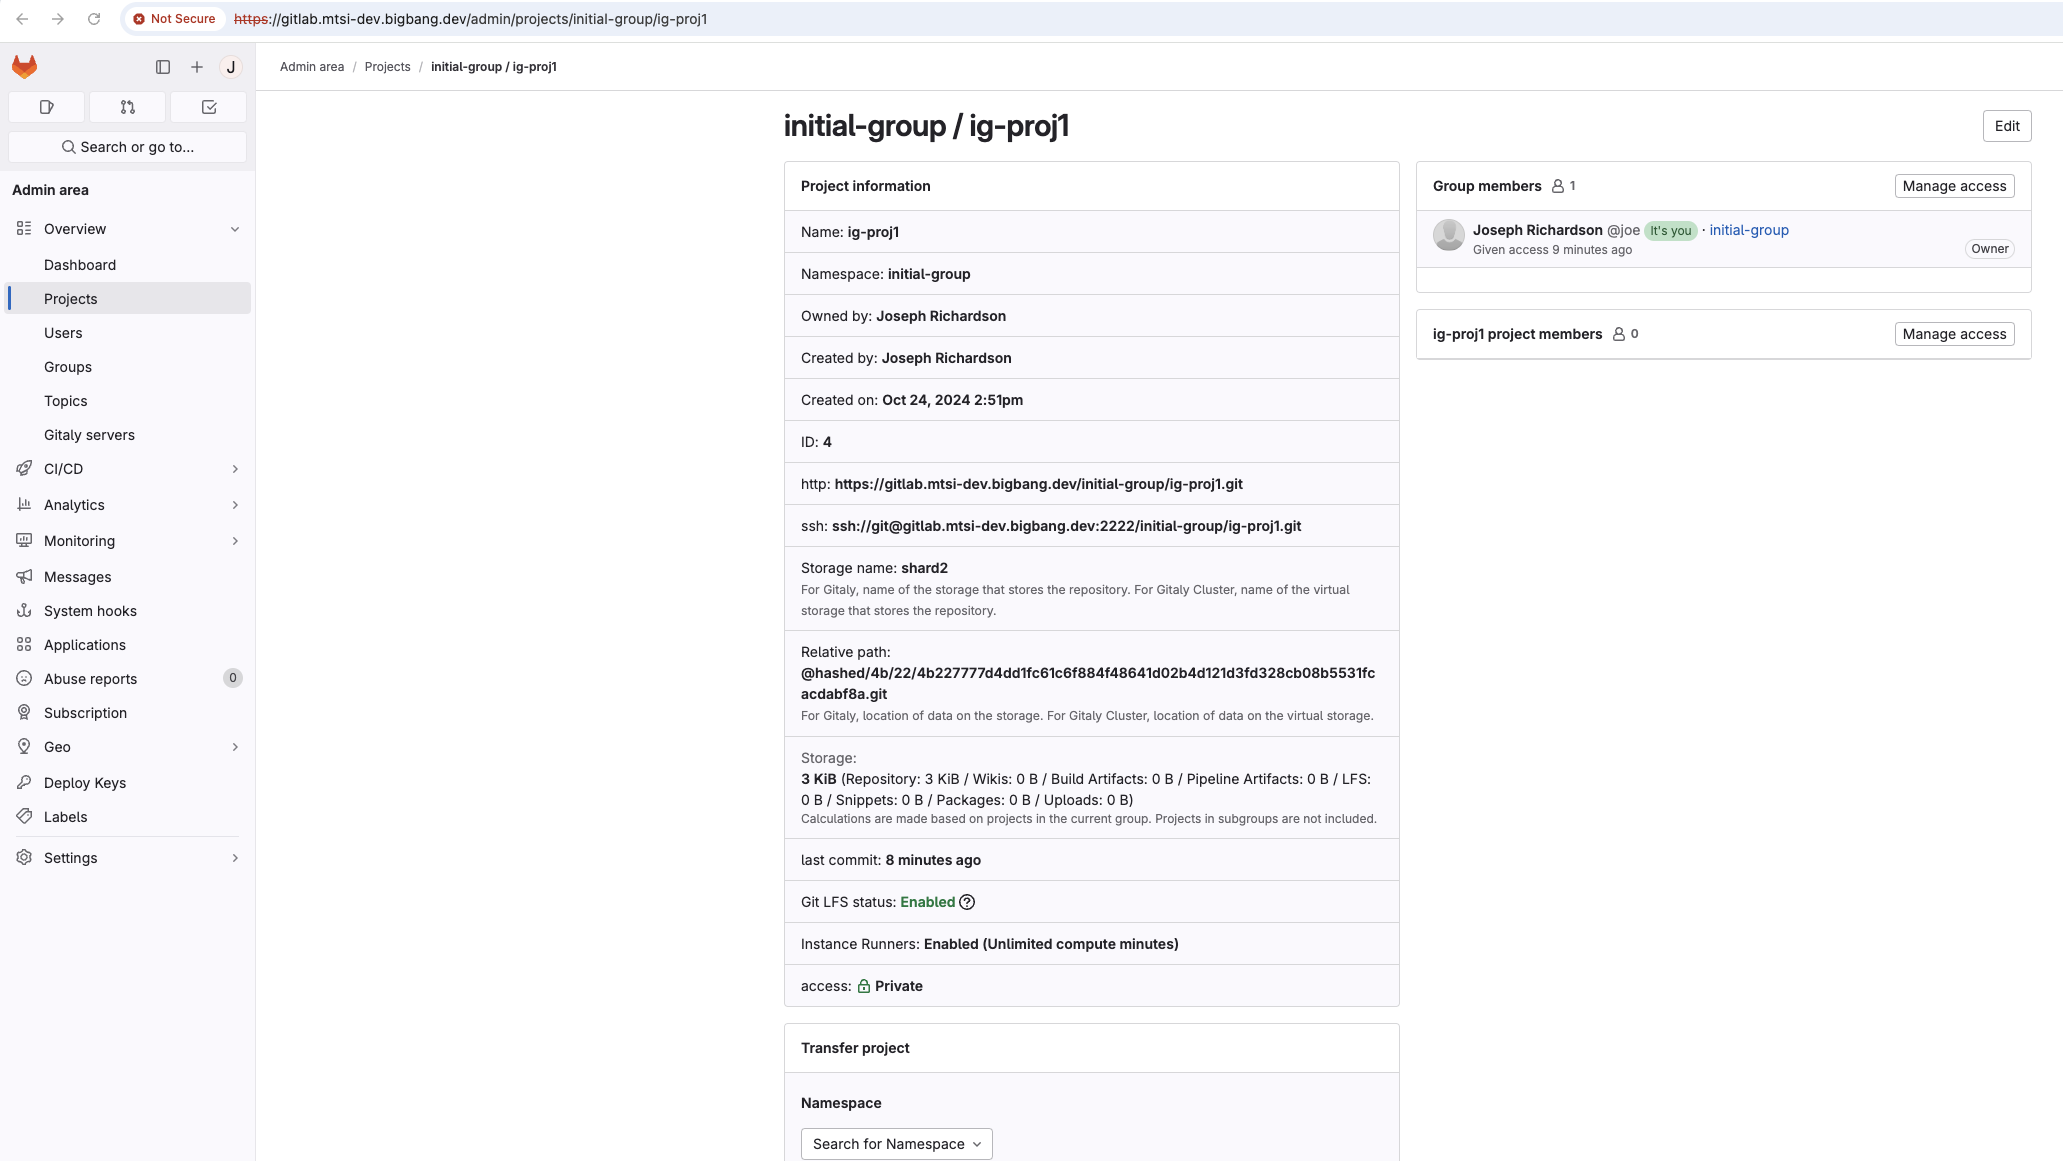 Not Secure https://gitlab.mtsi-dev.bigbang.dev/admin/projects/initial-group/ig-proj1
J
Search or go to...
Admin area
Overview
Dashboard
Projects
Users
Groups
Topics
Gitaly servers
CI/CD
Analytics
Monitoring
Messages
System hooks
Applications
Abuse reports 0
Subscription
Geo
Deploy Keys
Labels
Settings
Admin area / Projects / initial-group / ig-proj1
initial-group / ig-proj1
Edit
Project information
Name: ig-proj1
Namespace: initial-group
Owned by: Joseph Richardson
Created by: Joseph Richardson
Created on: Oct 24, 2024 2:51pm
ID: 4
http: https://gitlab.mtsi-dev.bigbang.dev/initial-group/ig-proj1.git
ssh: ssh://git@gitlab.mtsi-dev.bigbang.dev:2222/initial-group/ig-proj1.git
Storage name: shard2
For Gitaly, name of the storage that stores the repository. For Gitaly Cluster, name of the virtual
storage that stores the repository.
Relative path:
@hashed/4b/22/4b227777d4dd1fc61c6f884f48641d02b4d121d3fd328cb08b5531fc
acdabf8a.git
For Gitaly, location of data on the storage. For Gitaly Cluster, location of data on the virtual storage.
Storage:
3 KiB (Repository: 3 KiB / Wikis: 0 B / Build Artifacts: 0 B / Pipeline Artifacts: 0 B / LFS:
0 B / Snippets: 0 B / Packages: 0 B / Uploads: 0 B)
Calculations are made based on projects in the current group. Projects in subgroups are not included.
last commit: 8 minutes ago
Git LFS status: Enabled
Instance Runners: Enabled (Unlimited compute minutes)
access: Private
Transfer project
Namespace
Search for Namespace
Group members 1
Manage access
Joseph Richardson @joe It's you · initial-group
Given access 9 minutes ago
Owner
ig-proj1 project members 0
Manage access